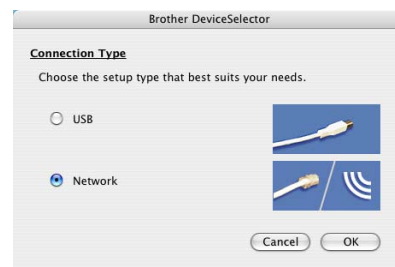 Brother DeviceSelector
Connection Type
Choose the setup type that best suits your needs.
USB
Network
Cancel OK